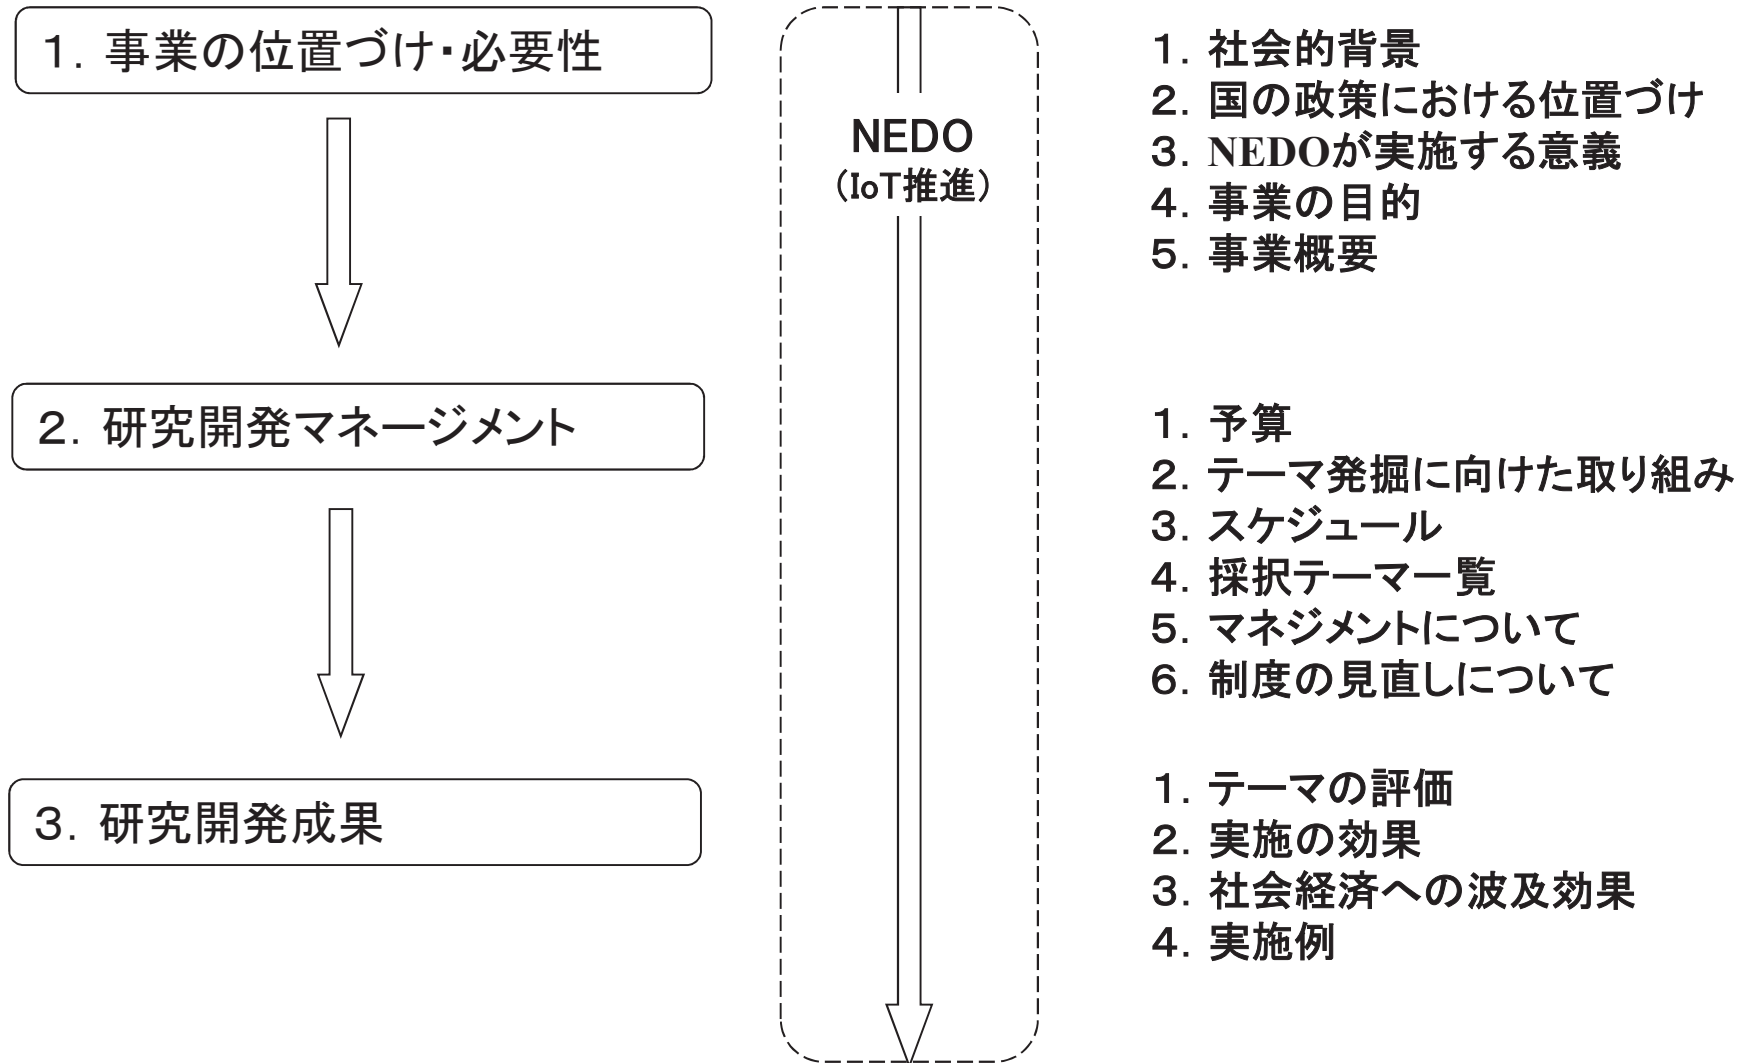 １．事業の位置づけ・必要性
NEDO
（IoT推進）
１．社会的背景
２．国の政策における位置づけ
３．NEDOが実施する意義
４．事業の目的
５．事業概要
２．研究開発マネージメント
１．予算
２．テーマ発掘に向けた取り組み
３．スケジュール
４．採択テーマ一覧
５．マネジメントについて
６．制度の見直しについて
３．研究開発成果
１．テーマの評価
２．実施の効果
３．社会経済への波及効果
４．実施例